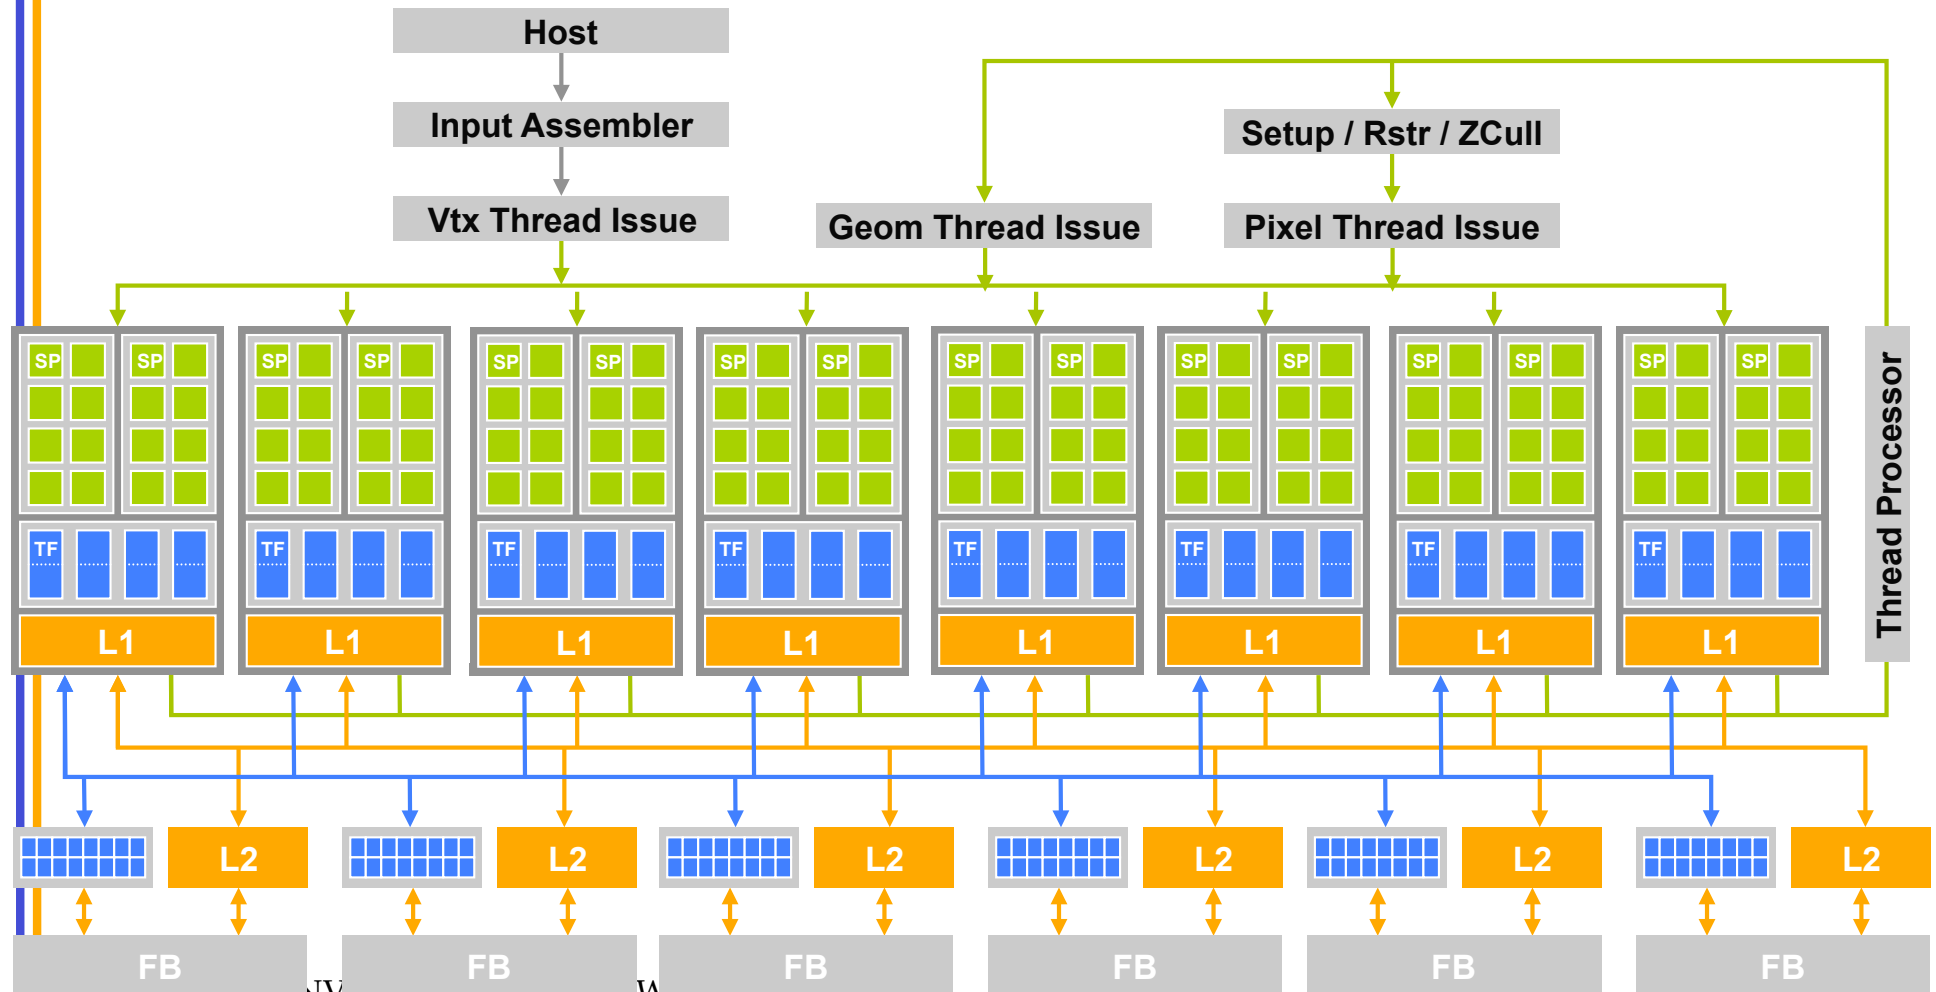 Host
Input Assembler
Setup / Rstr / ZCull
Vtx Thread Issue
Geom Thread Issue
Pixel Thread Issue
SP SP SP SP SP SP SP SP SP SP SP SP SP SP SP SP
Thread Processor
TF TF TF TF TF TF TF TF
L1 L1 L1 L1 L1 L1 L1 L1
L2 L2 L2 L2 L2 L2
FB FB FB FB FB FB